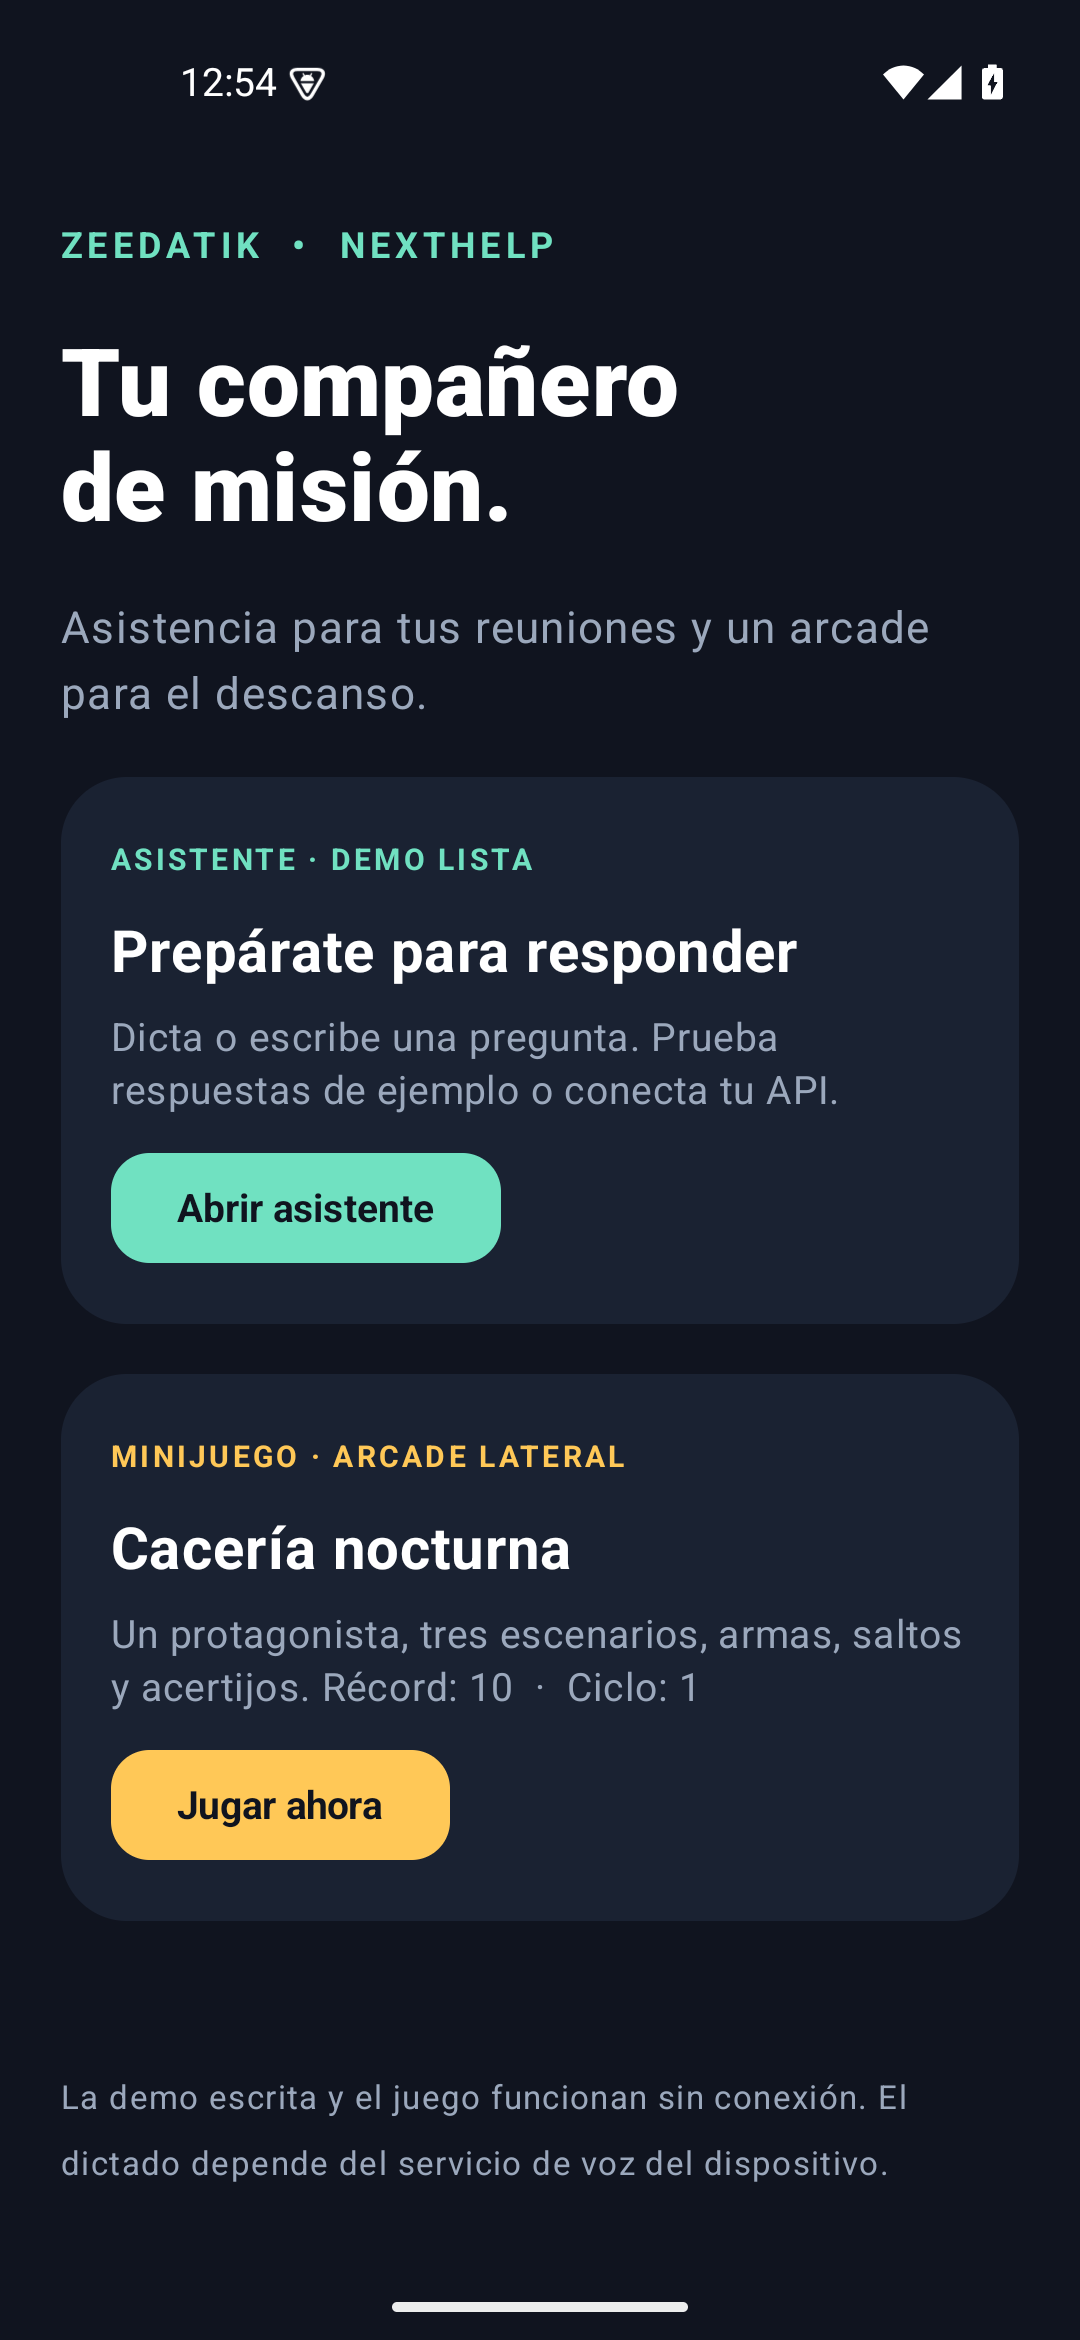 12:54
ZEEDATIK • NEXTHELP
Tu compañero
de misión.
Asistencia para tus reuniones y un arcade
para el descanso.
ASISTENTE · DEMO LISTA
Prepárate para responder
Dicta o escribe una pregunta. Prueba
respuestas de ejemplo o conecta tu API.
Abrir asistente
MINIJUEGO · ARCADE LATERAL
Cacería nocturna
Un protagonista, tres escenarios, armas, saltos
y acertijos. Récord: 10 · Ciclo: 1
Jugar ahora
La demo escrita y el juego funcionan sin conexión. El
dictado depende del servicio de voz del dispositivo.